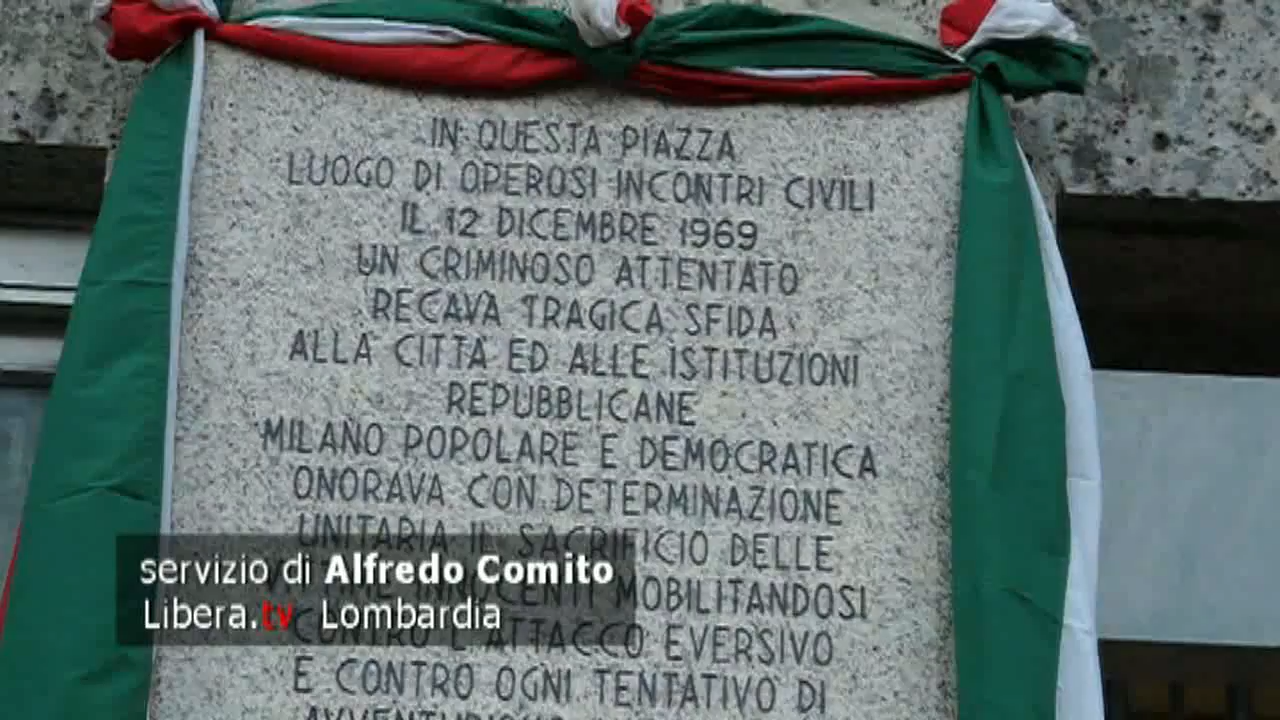 IN QUESTA PIAZZA
LUOGO DI OPEROSI INCONTRI CIVILI
IL 12 DICEMBRE 1969
UN CRIMINOSO ATTENTATO
RECAVA TRAGICA SFIDA
ALLA CITTÀ ED ALLE ISTITUZIONI
REPUBBLICANE
MILANO POPOLARE E DEMOCRATICA
ONORAVA CON DETERMINAZIONE
UNITARIA IL SACRIFICIO DELLE
INNOCENTI MOBILITANDOSI
CONTRO L'ATTACCO EVERSIVO
E CONTRO OGNI TENTATIVO DI
servizio di Alfredo Comito
Libera.tv Lombardia